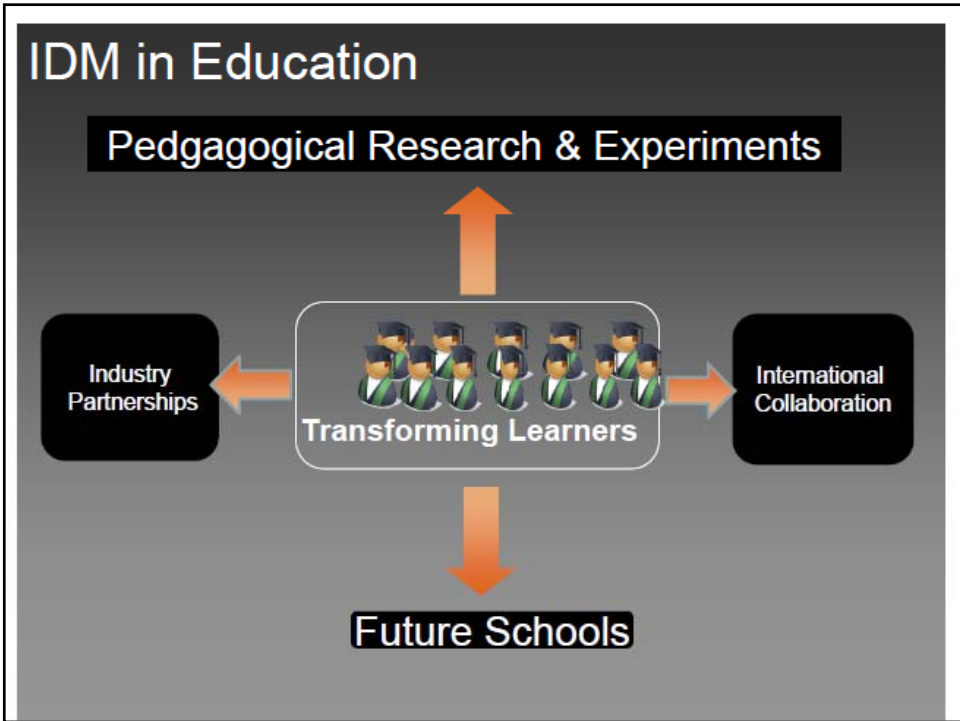 IDM in Education
Pedgagogical Research & Experiments
Industry
Partnerships
Transforming Learners
International
Collaboration
Future Schools